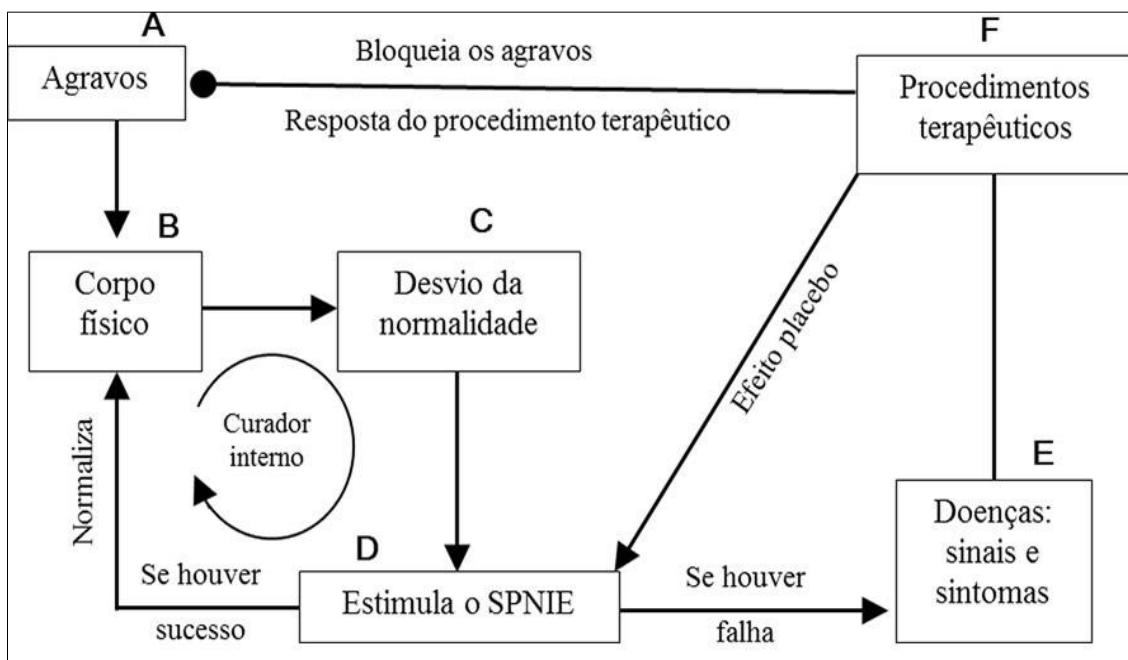 A
Agravos
Bloqueia os agravos
Resposta do procedimento terapêutico
F
Procedimentos
terapêuticos
B
Corpo
físico
C
Desvio da
normalidade
Efeito placebo
Curador
interno
Normaliza
D
Estimula o SPNIE
Se houver
sucesso
Se houver
falha
E
Doenças:
sinais e
sintomas